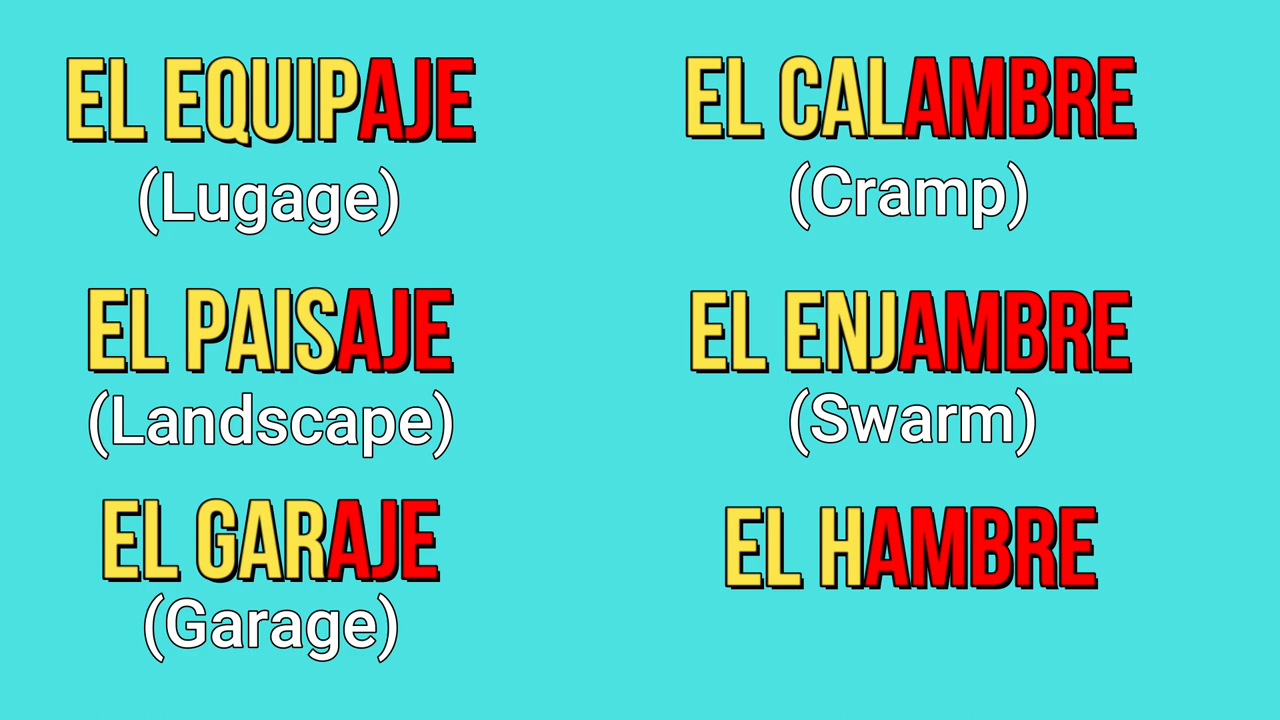 EL EQUIPAJE
(Lugage)
EL PAISAJE
(Landscape)
EL GARAJE
(Garage)
EL CALAMBRE
(Cramp)
EL ENJAMBRE
(Swarm)
EL HAMBRE